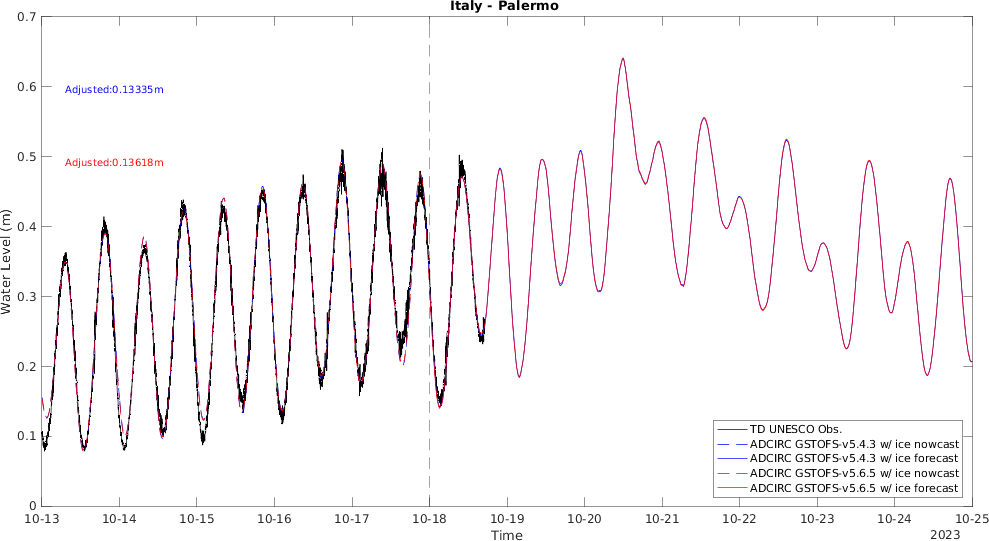 Italy - Palermo
0.7
0.6
0.5
0.4
0.3
0.2
0.1
0
Water Level (m)
Adjusted:0.13335m
Adjusted:0.13618m
TD UNESCO Obs.
ADCIRC GSTOFS-v5.4.3 w/ ice nowcast
ADCIRC GSTOFS-v5.4.3 w/ ice forecast
ADCIRC GSTOFS-v5.6.5 w/ ice nowcast
ADCIRC GSTOFS-v5.6.5 w/ ice forecast
10-13 10-14 10-15 10-16 10-17 10-18 10-19 10-20 10-21 10-22 10-23 10-24 10-25
Time
2023